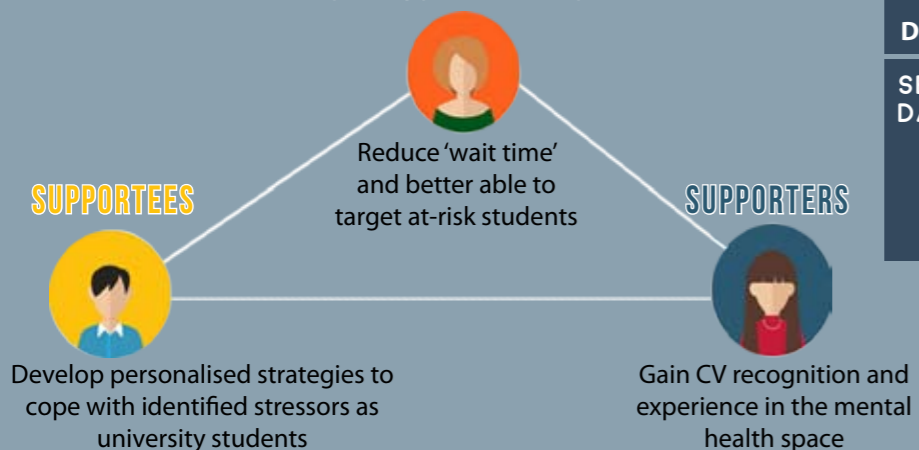 Reduce ‘wait time’
and better able to
target at-risk students
SUPPORTEES
SUPPORTERS
Develop personalised strategies to
cope with identified stressors as
university students
Gain CV recognition and
experience in the mental
health space